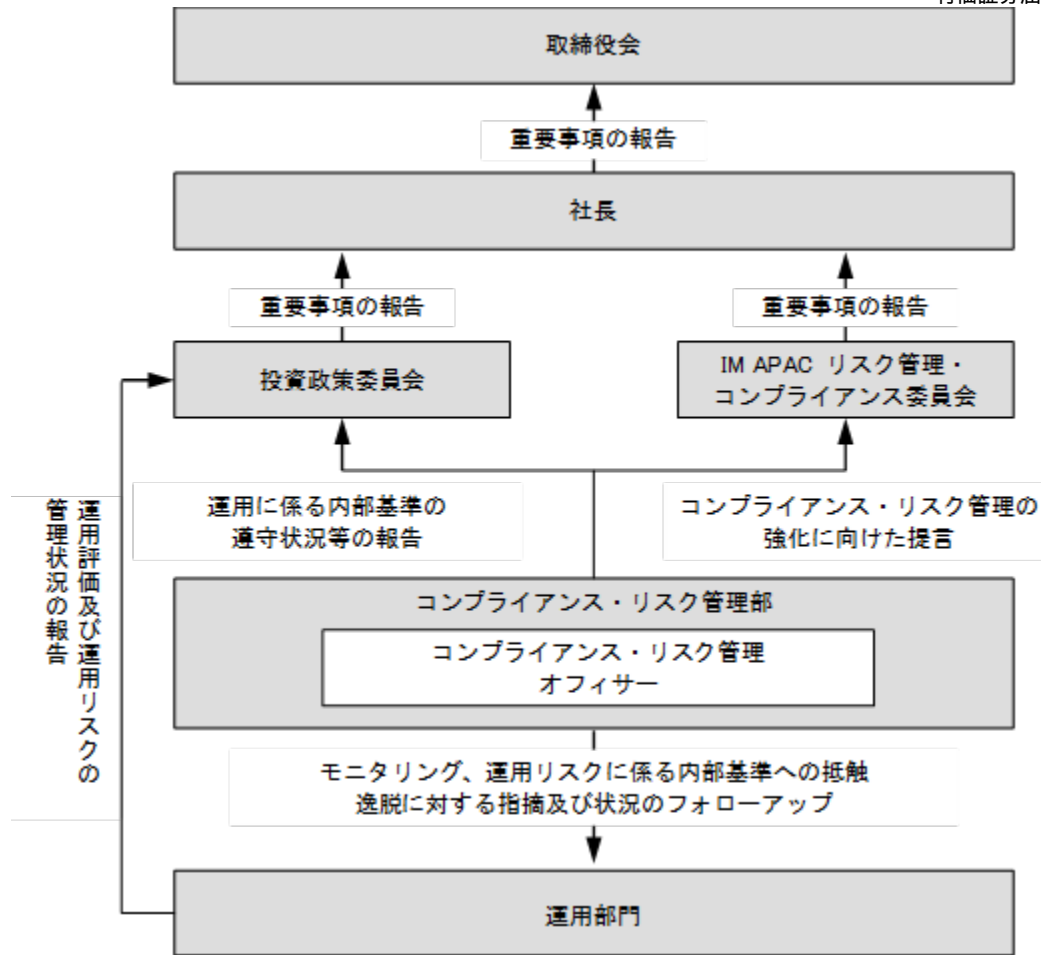 取締役会
重要事項の報告
社長
重要事項の報告
重要事項の報告
投資政策委員会
IM APAC リスク管理・
コンプライアンス委員会
運用に係る内部基準の
遵守状況等の報告
コンプライアンス・リスク管理の
強化に向けた提言
運用評価及び運用リスクの
管理状況の報告
コンプライアンス・リスク管理部
コンプライアンス・リスク管理
オフィサー
モニタリング、運用リスクに係る内部基準への抵触
逸脱に対する指摘及び状況のフォローアップ
運用部門